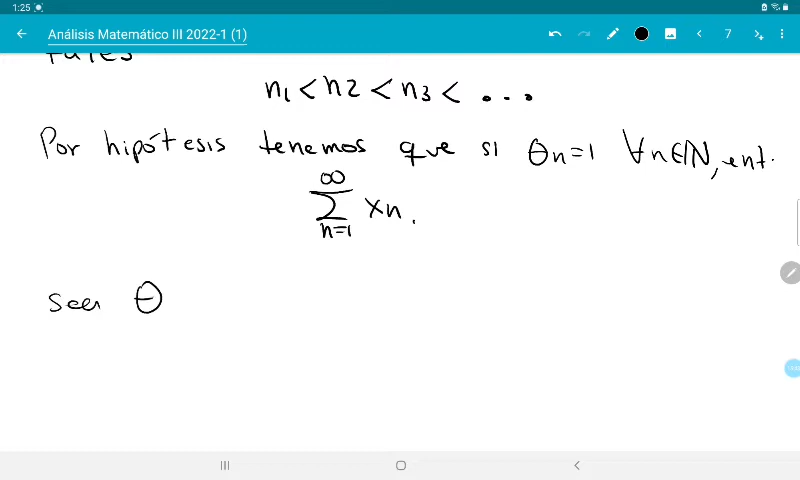 1:25
Análisis Matemático III 2022-1 (1)
7
n1 < n2 < n3 < ...
Por hipótesis tenemos que si θn=1 ∀n∈ℕ, ent.
∞
∑ xn.
n=1
sea θ